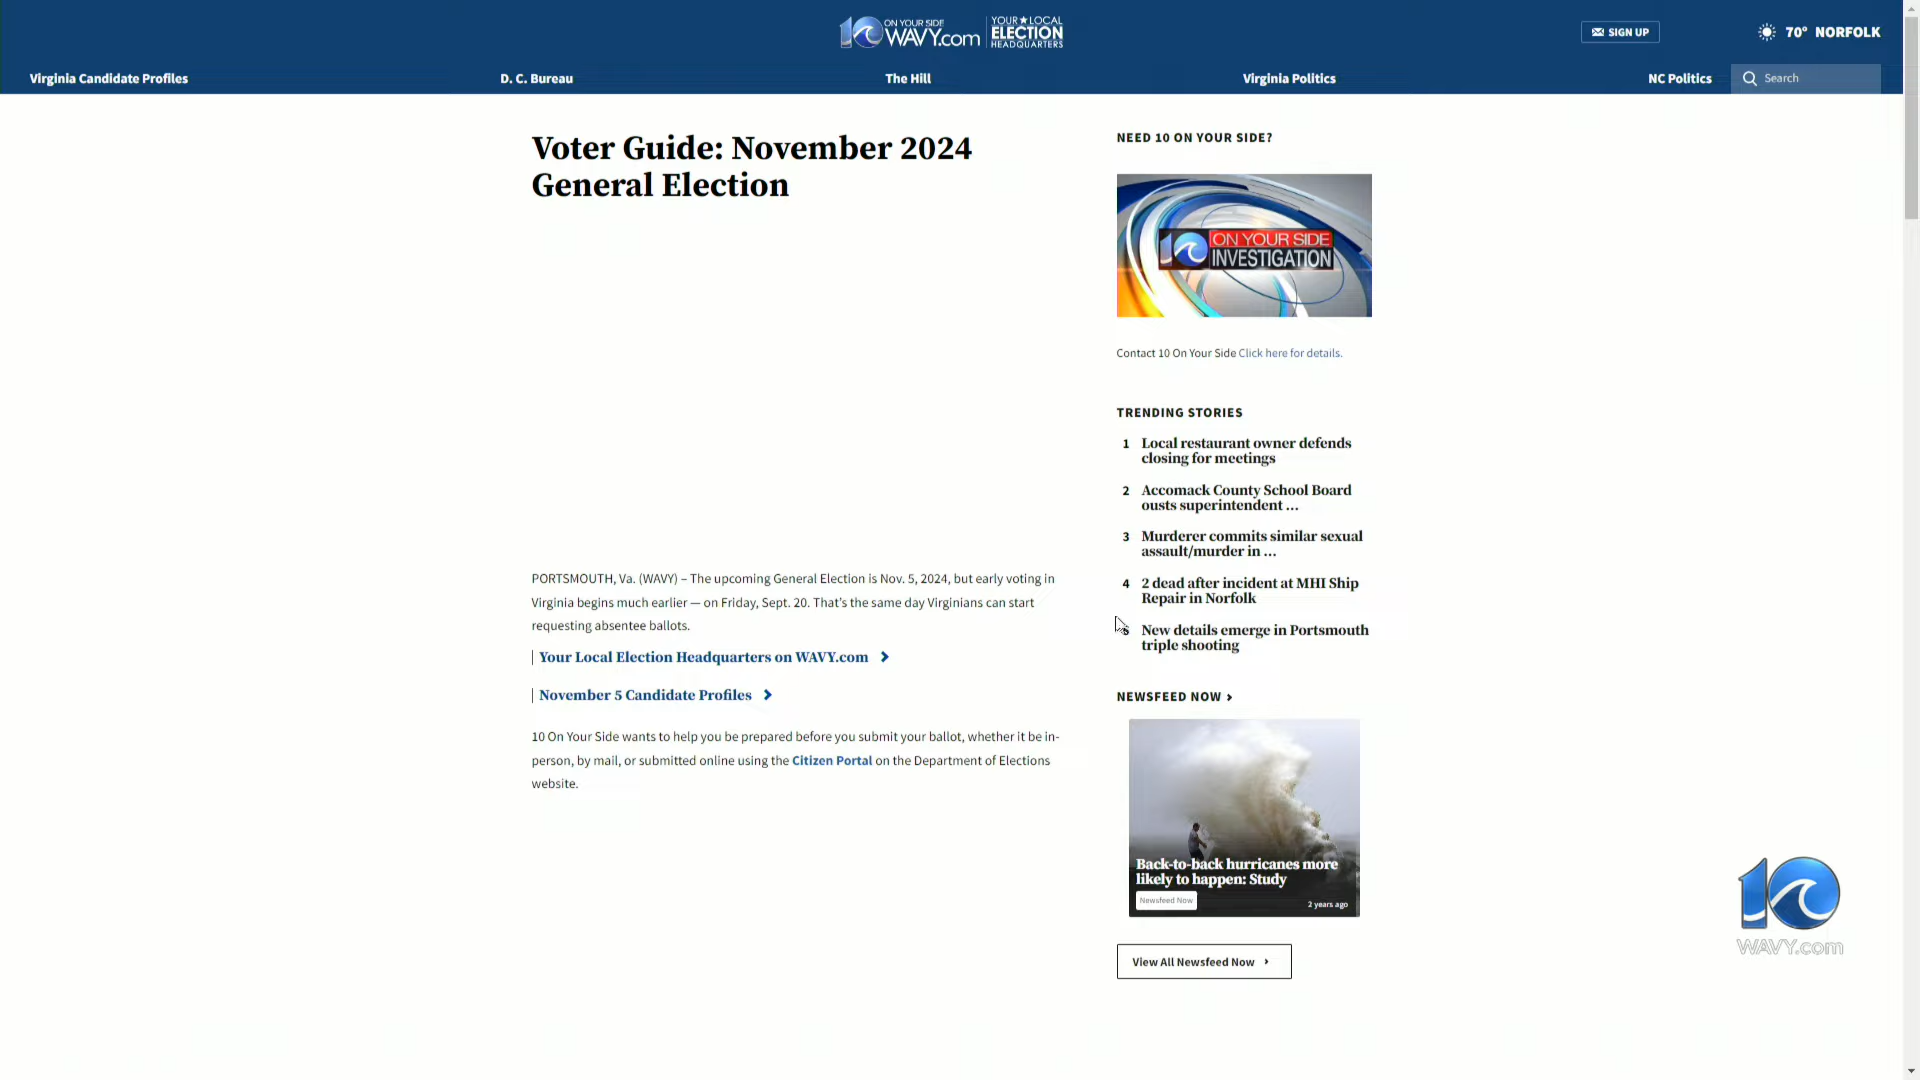 10 ON YOUR SIDE WAVY.com YOUR★LOCAL ELECTION HEADQUARTERS
SIGN UP
70° NORFOLK
Virginia Candidate Profiles
D. C. Bureau
The Hill
Virginia Politics
NC Politics
Search
Voter Guide: November 2024
General Election
PORTSMOUTH, Va. (WAVY) – The upcoming General Election is Nov. 5, 2024, but early voting in
Virginia begins much earlier — on Friday, Sept. 20. That's the same day Virginians can start
requesting absentee ballots.
Your Local Election Headquarters on WAVY.com
November 5 Candidate Profiles
10 On Your Side wants to help you be prepared before you submit your ballot, whether it be in-
person, by mail, or submitted online using the Citizen Portal on the Department of Elections
website.
NEED 10 ON YOUR SIDE?
10 ON YOUR SIDE
INVESTIGATION
Contact 10 On Your Side Click here for details.
TRENDING STORIES
1 Local restaurant owner defends
closing for meetings
2 Accomack County School Board
ousts superintendent …
3 Murderer commits similar sexual
assault/murder in …
4 2 dead after incident at MHI Ship
Repair in Norfolk
5 New details emerge in Portsmouth
triple shooting
NEWSFEED NOW ›
Back-to-back hurricanes more
likely to happen: Study
Newsfeed Now
2 years ago
View All Newsfeed Now ›
10
WAVY.com